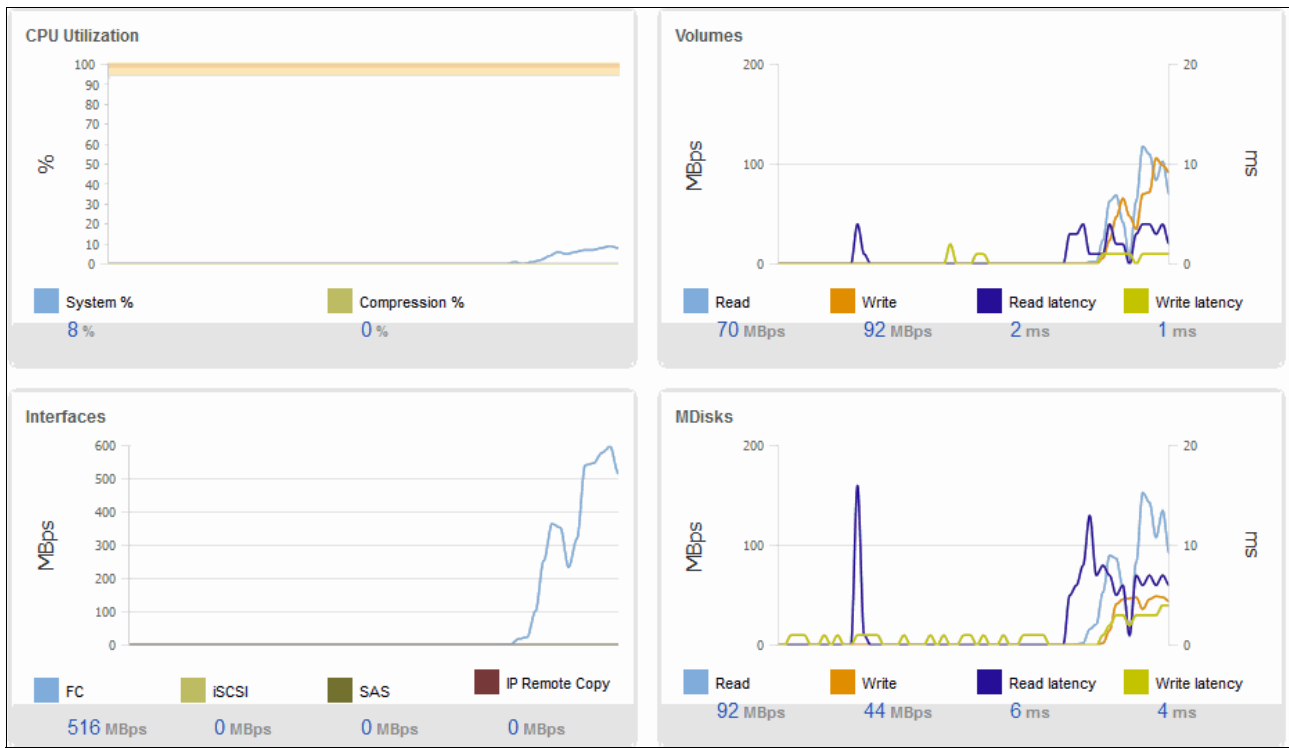 CPU Utilization
100
90
80
70
60
50
40
30
20
10
0
%
System %
8 %
Compression %
0 %
Volumes
200
100
0
MBps
20
10
0
ms
Read
70 MBps
Write
92 MBps
Read latency
2 ms
Write latency
1 ms
Interfaces
600
500
400
300
200
100
0
MBps
FC
516 MBps
iSCSI
0 MBps
SAS
0 MBps
IP Remote Copy
0 MBps
MDisks
200
100
0
MBps
20
10
0
ms
Read
92 MBps
Write
44 MBps
Read latency
6 ms
Write latency
4 ms